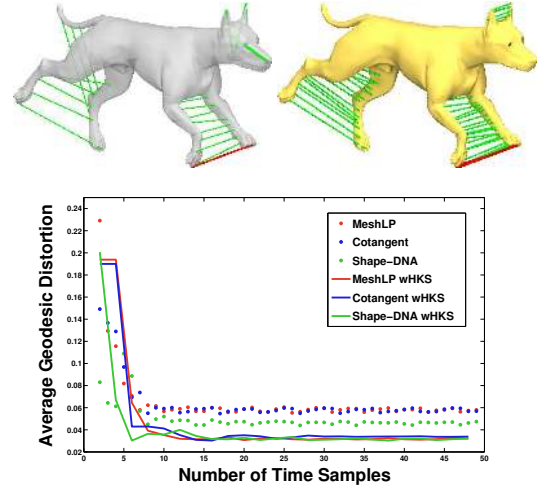 0.24
0.22
0.2
0.18
0.16
0.14
0.12
0.1
0.08
0.06
0.04
0.02
Average Geodesic Distortion
MeshLP
Cotangent
Shape-DNA
MeshLP wHKS
Cotangent wHKS
Shape-DNA wHKS
0 5 10 15 20 25 30 35 40 45 50
Number of Time Samples